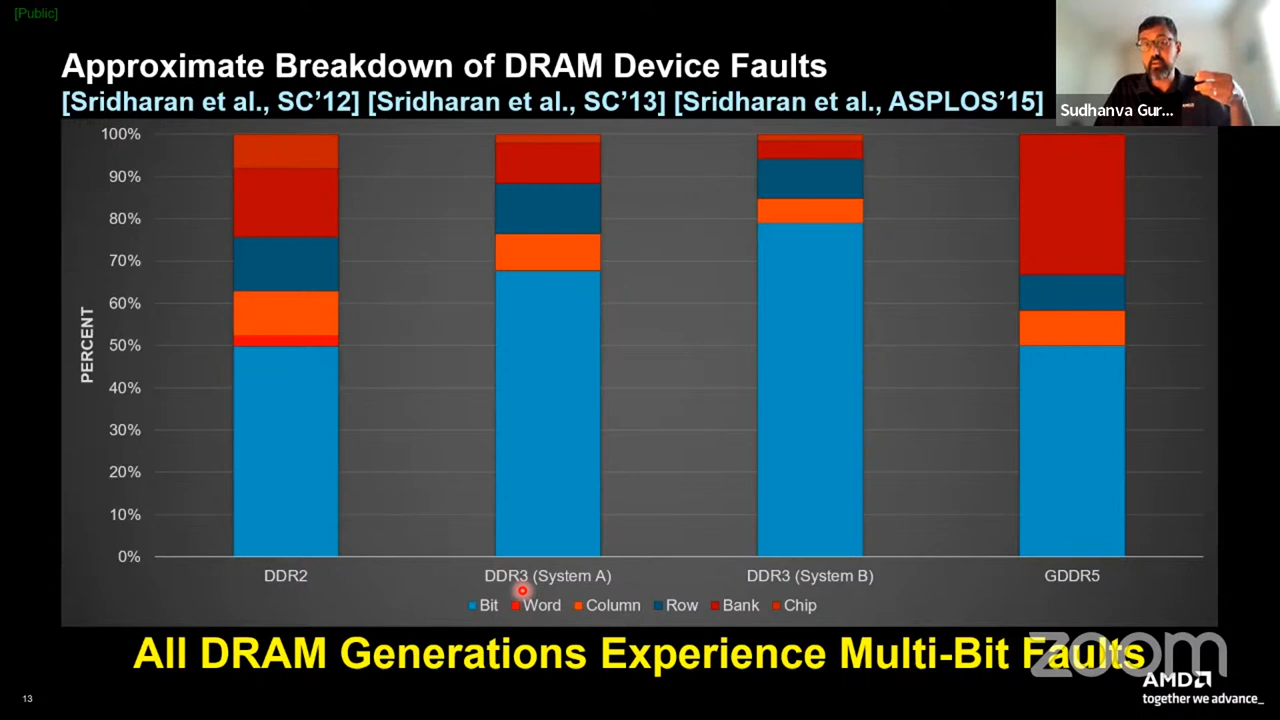 [Public]
Approximate Breakdown of DRAM Device Faults
[Sridharan et al., SC’12] [Sridharan et al., SC’13] [Sridharan et al., ASPLOS’15]
Sudhanva Gur...
100%
90%
80%
70%
60%
50%
40%
30%
20%
10%
0%
PERCENT
DDR2 DDR3 (System A) DDR3 (System B) GDDR5
Bit Word Column Row Bank Chip
All DRAM Generations Experience Multi-Bit Faults
zoom
AMD
together we advance_
13